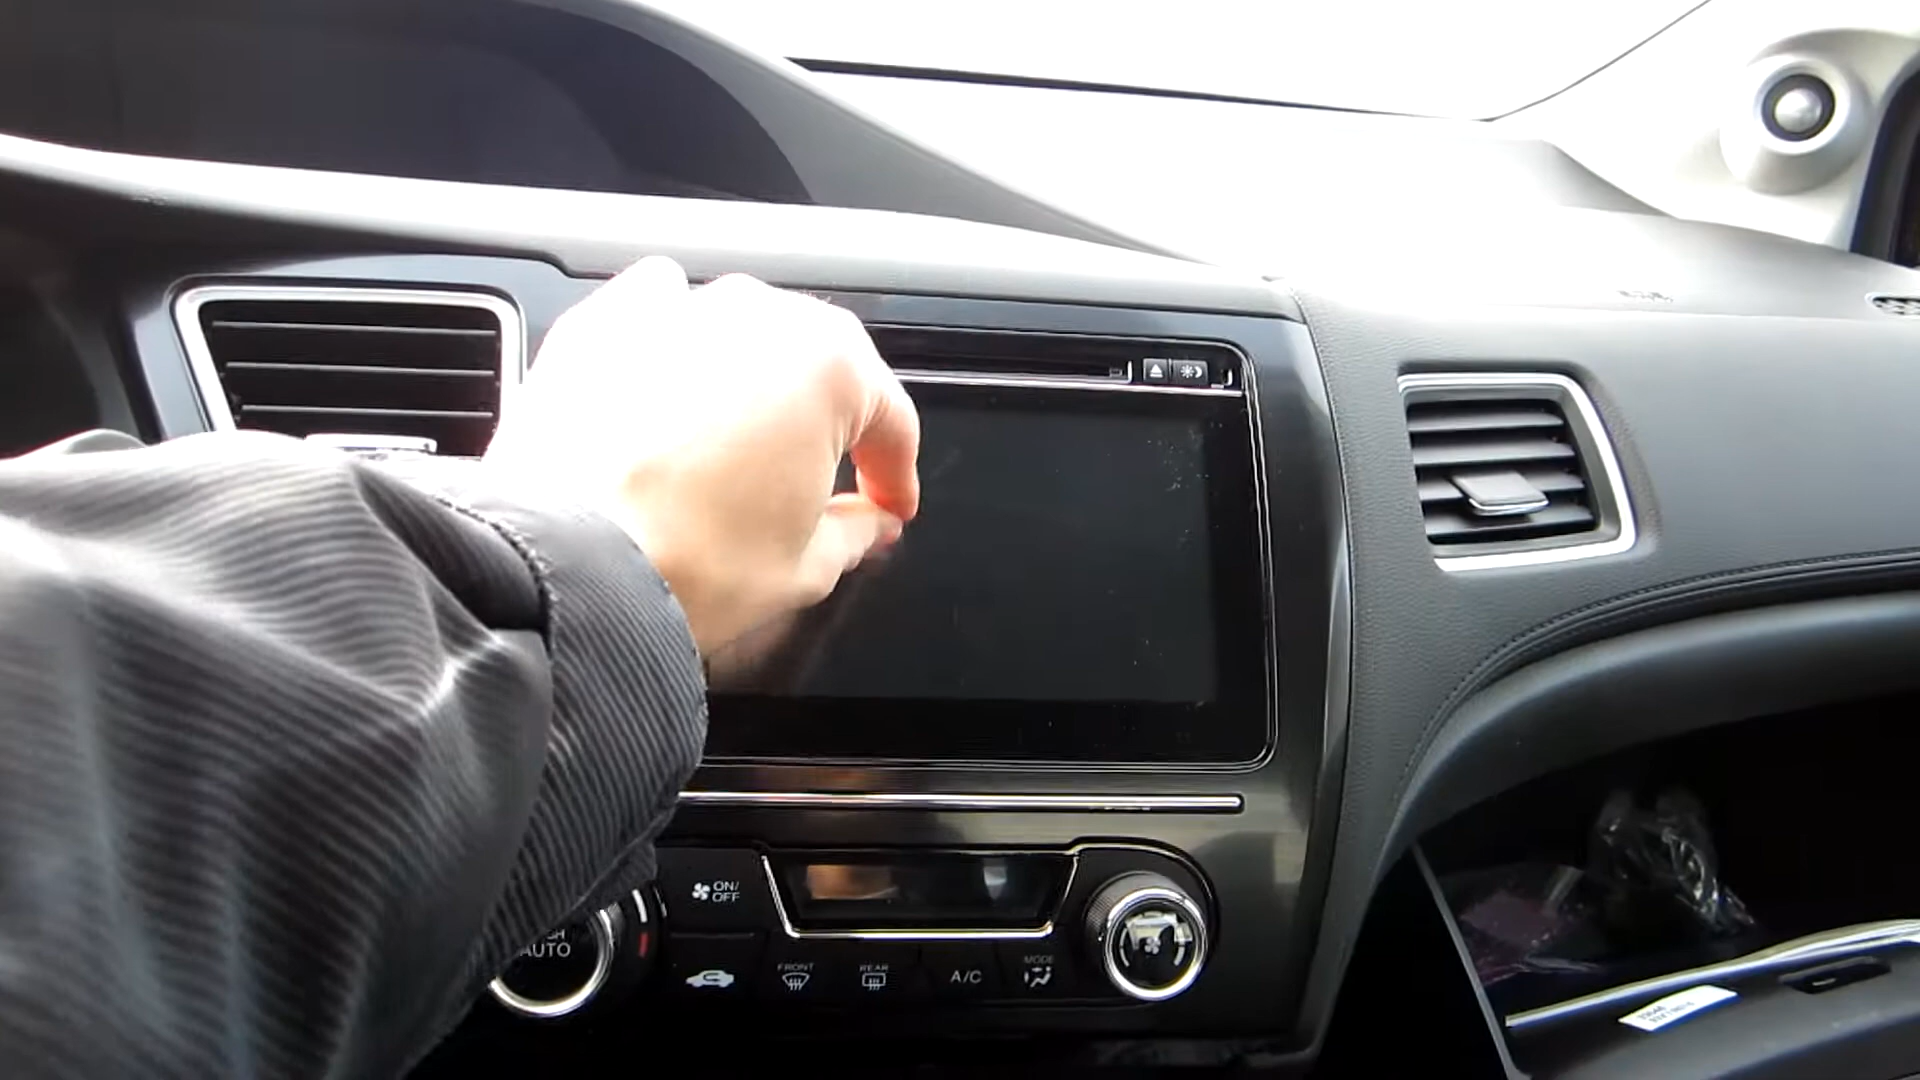 ON/
OFF
AUTO
FRONT
REAR
A/C
MODE